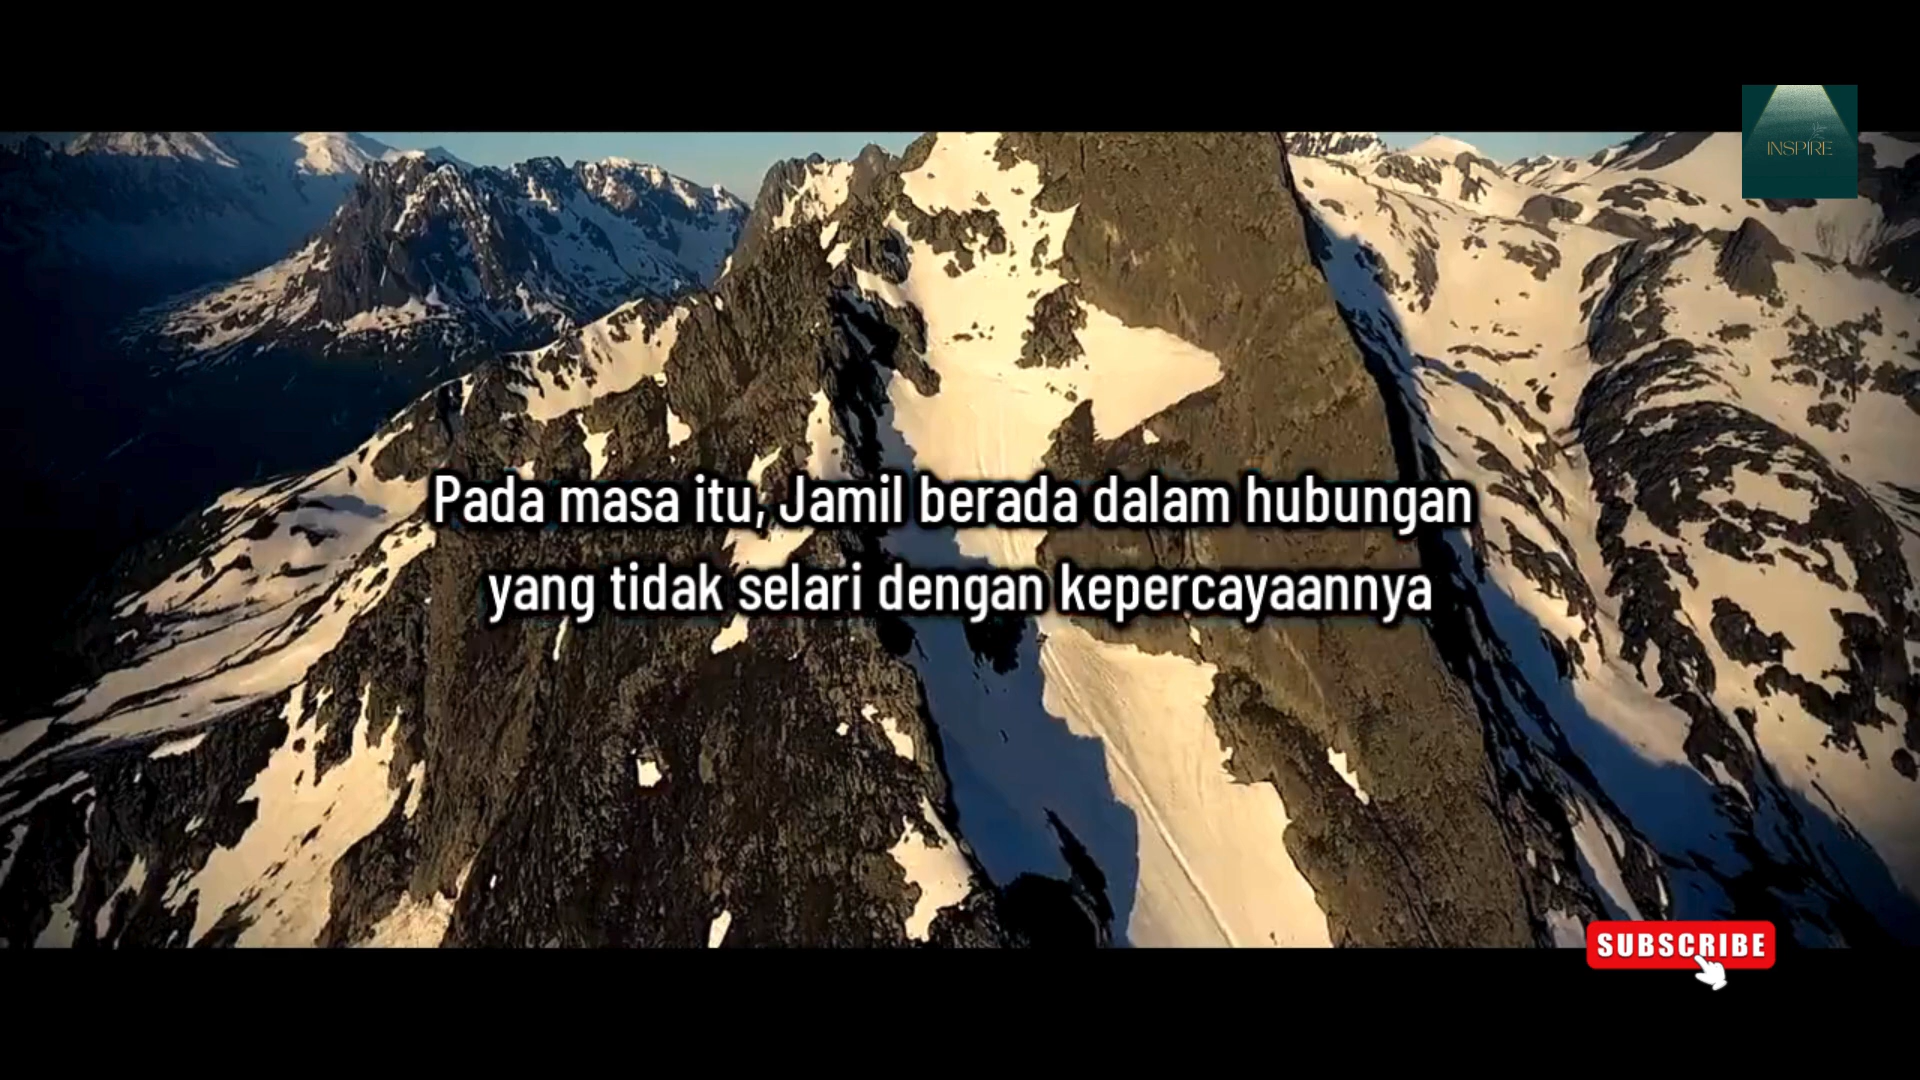 INSPIRE
Pada masa itu, Jamil berada dalam hubungan
yang tidak selari dengan kepercayaannya
SUBSCRIBE